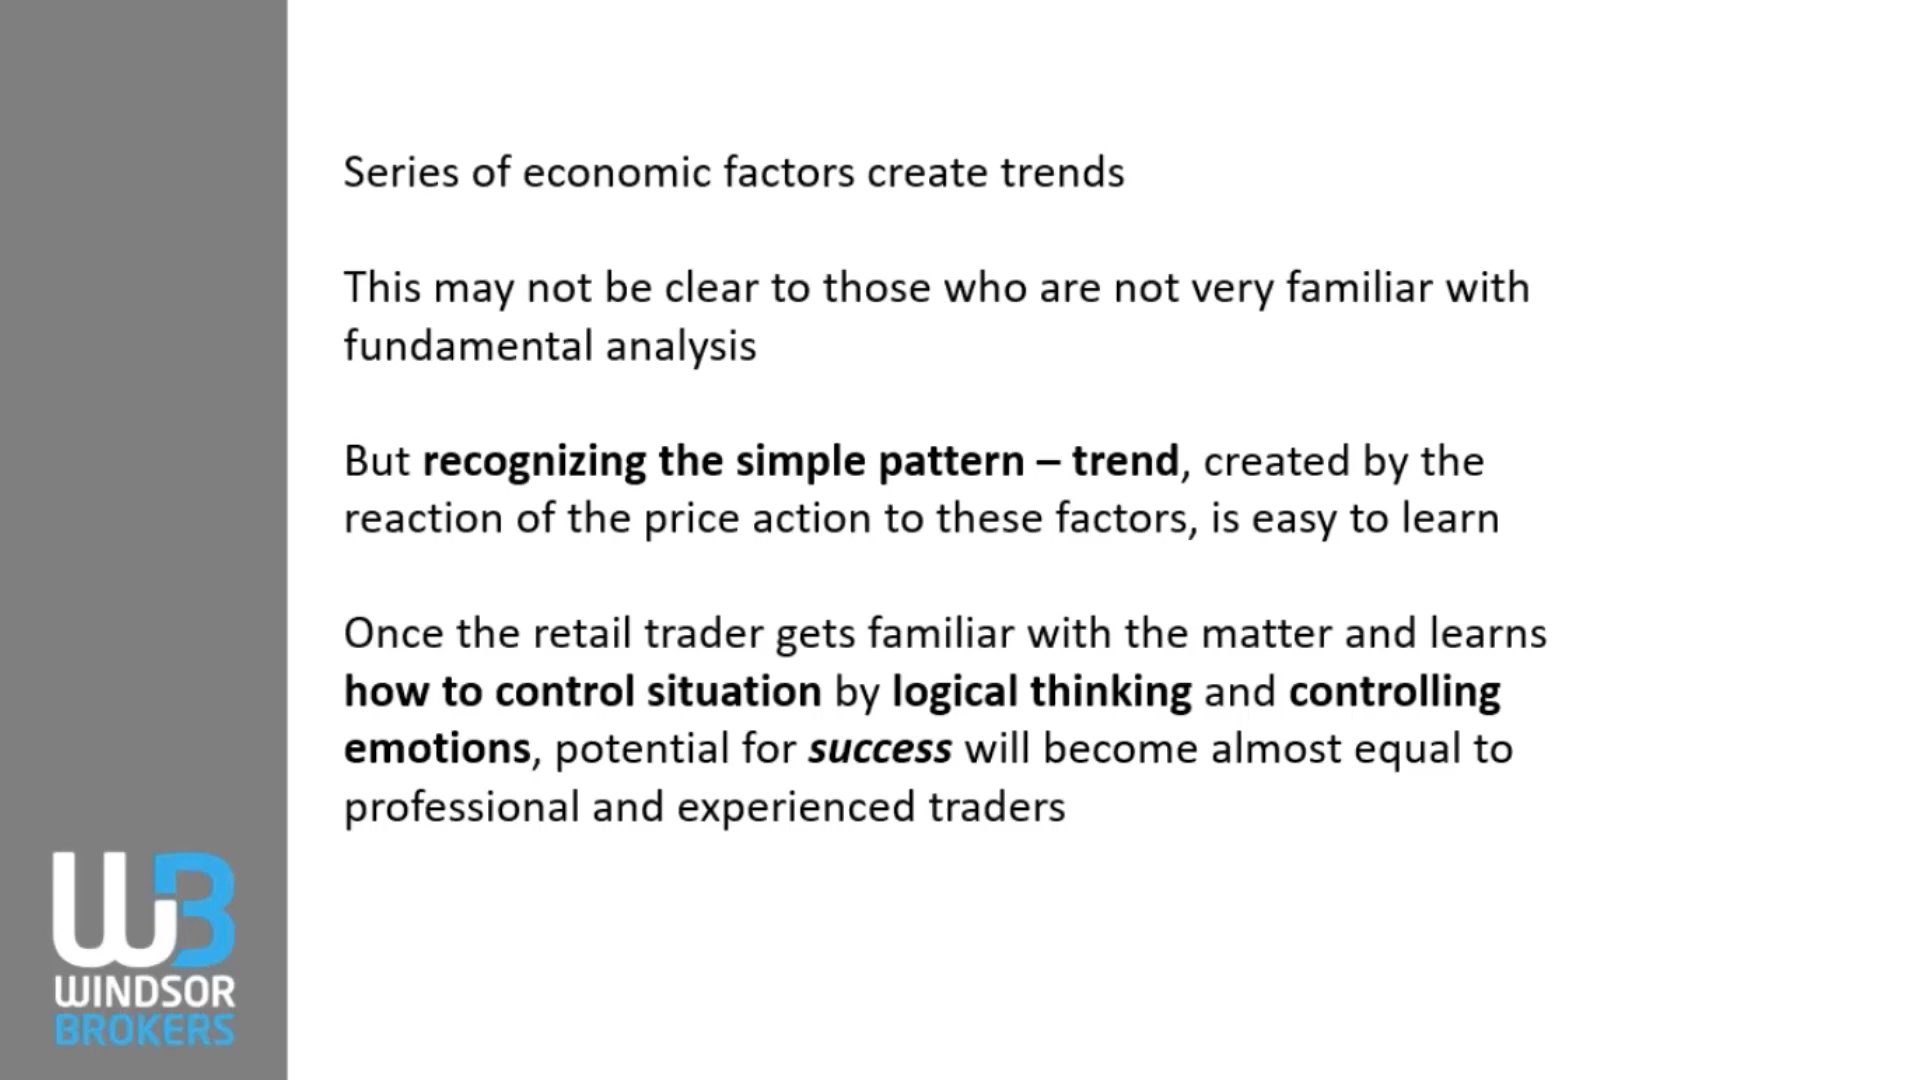 Series of economic factors create trends
This may not be clear to those who are not very familiar with
fundamental analysis
But recognizing the simple pattern – trend, created by the
reaction of the price action to these factors, is easy to learn
Once the retail trader gets familiar with the matter and learns
how to control situation by logical thinking and controlling
emotions, potential for success will become almost equal to
professional and experienced traders
WB
WINDSOR
BROKERS